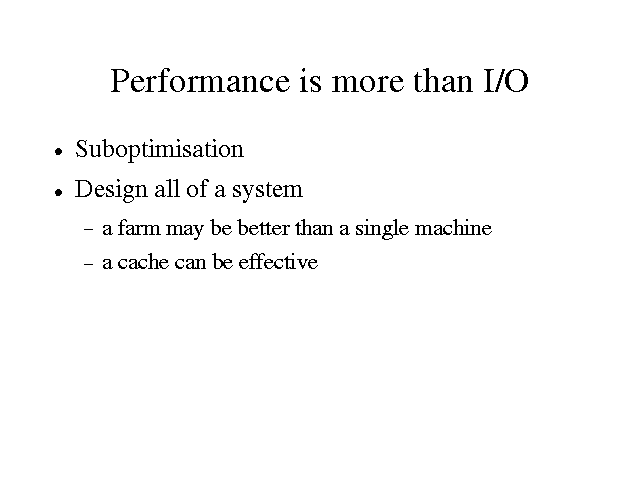 Performance is more than I/O
• Suboptimisation
• Design all of a system
– a farm may be better than a single machine
– a cache can be effective